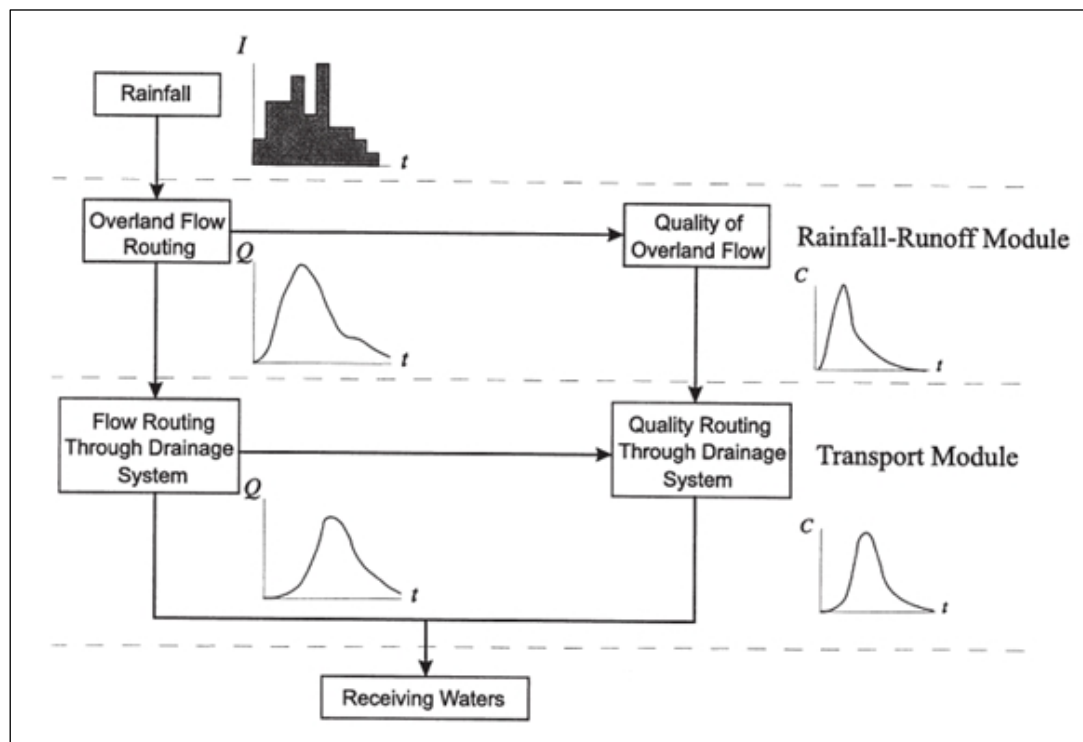 I
Rainfall
t
Overland Flow
Routing
Quality of
Overland Flow
Rainfall-Runoff Module
Q
C
t
t
Flow Routing
Through Drainage
System
Quality Routing
Through Drainage
System
Transport Module
Q
C
t
t
Receiving Waters